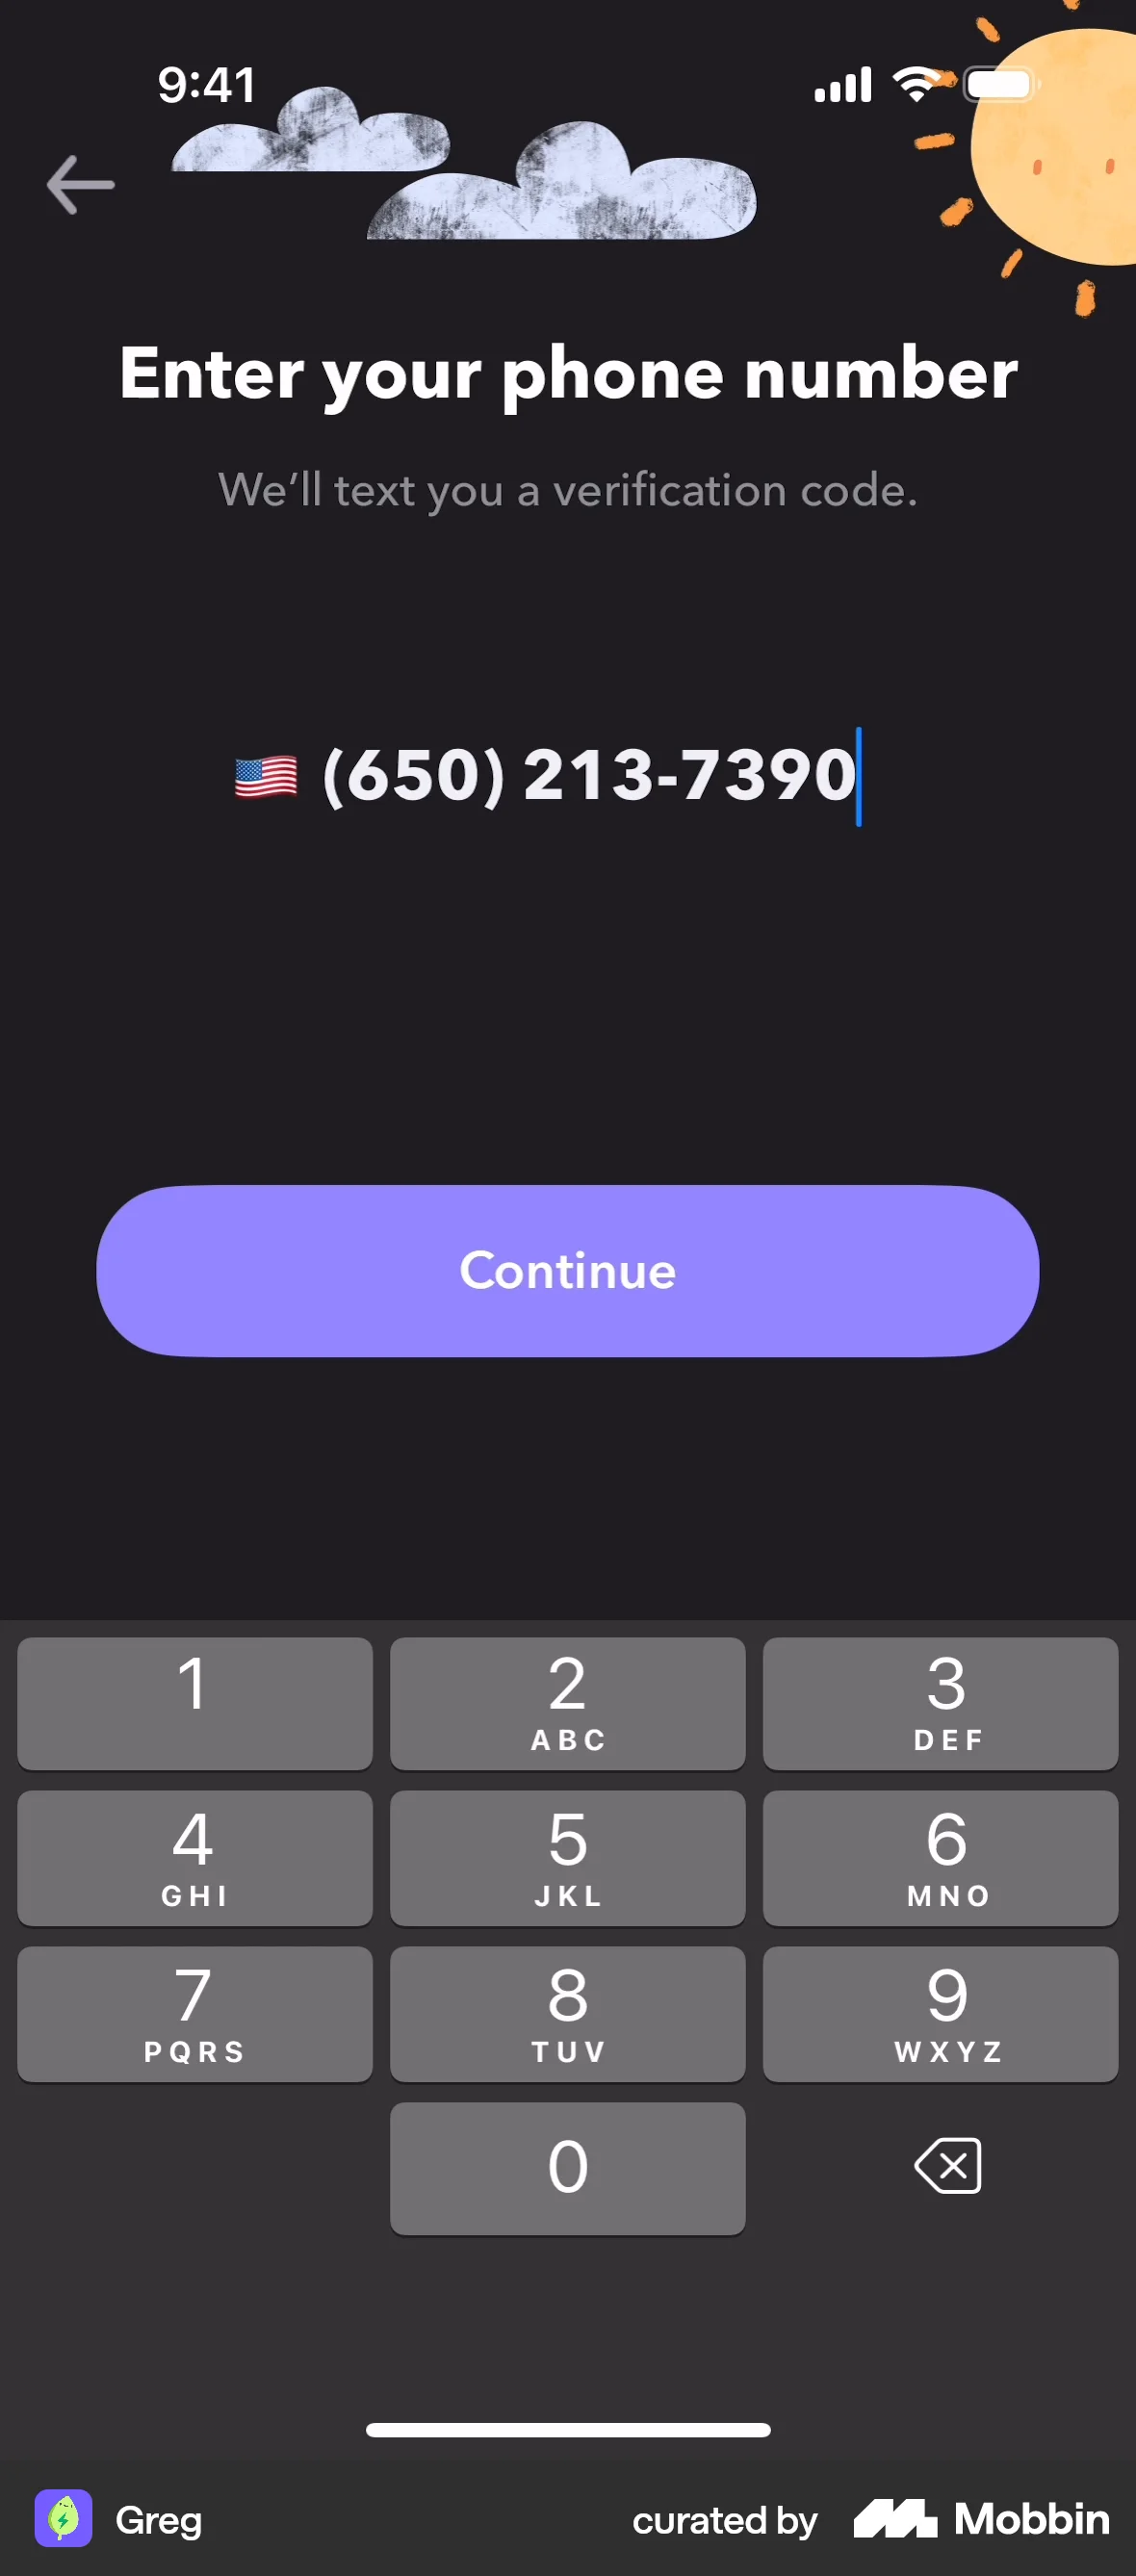 9:41
Enter your phone number
We’ll text you a verification code.
🇺🇸 (650) 213-7390
Continue
1 2 3
ABC DEF
4 5 6
GHI JKL MNO
7 8 9
PQRS TUV WXYZ
0
Greg curated by Mobbin